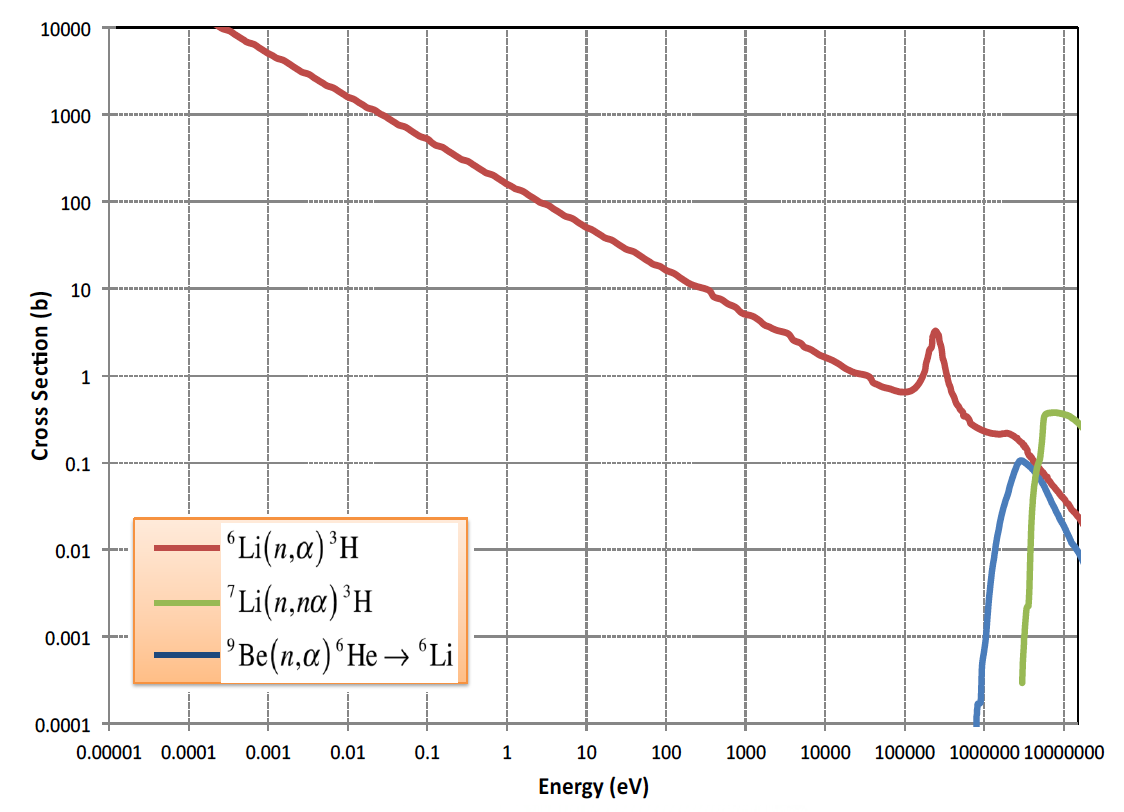 10000
1000
100
10
1
0.1
0.01
0.001
0.0001
Cross Section (b)
⁶Li(n,α)³H
⁷Li(n,nα)³H
⁹Be(n,α)⁶He → ⁶Li
0.00001 0.0001 0.001 0.01 0.1 1 10 100 1000 10000 100000 1000000 10000000
Energy (eV)